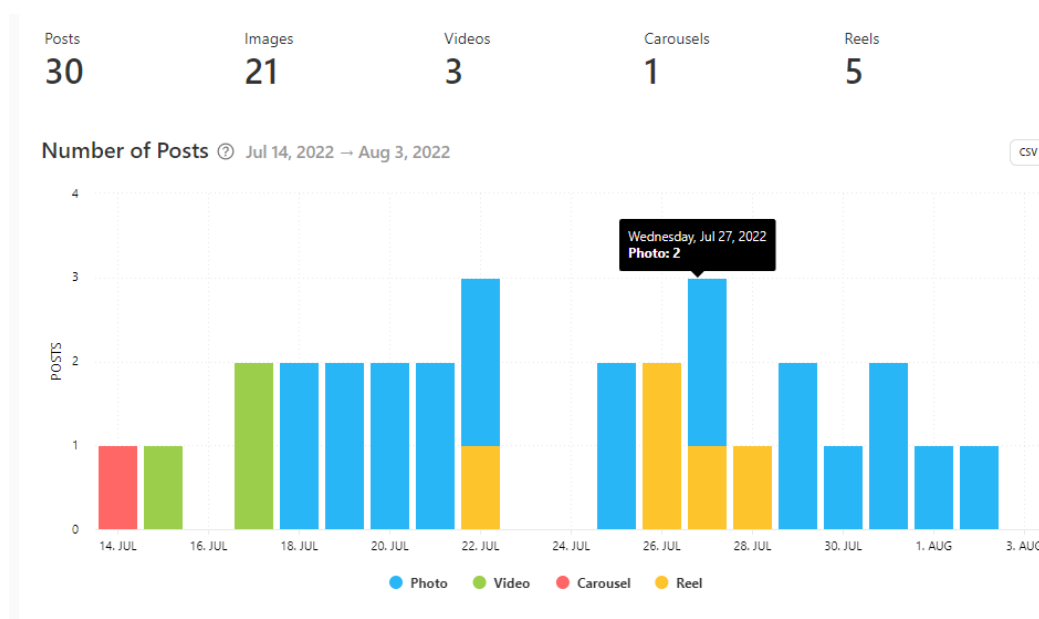 Posts Images Videos Carousels Reels
30 21 3 1 5
Number of Posts ? Jul 14, 2022 → Aug 3, 2022 CSV
4
Wednesday, Jul 27, 2022
Photo: 2
3
2
POSTS
1
0
14. JUL 16. JUL 18. JUL 20. JUL 22. JUL 24. JUL 26. JUL 28. JUL 30. JUL 1. AUG 3. AUG
Photo Video Carousel Reel